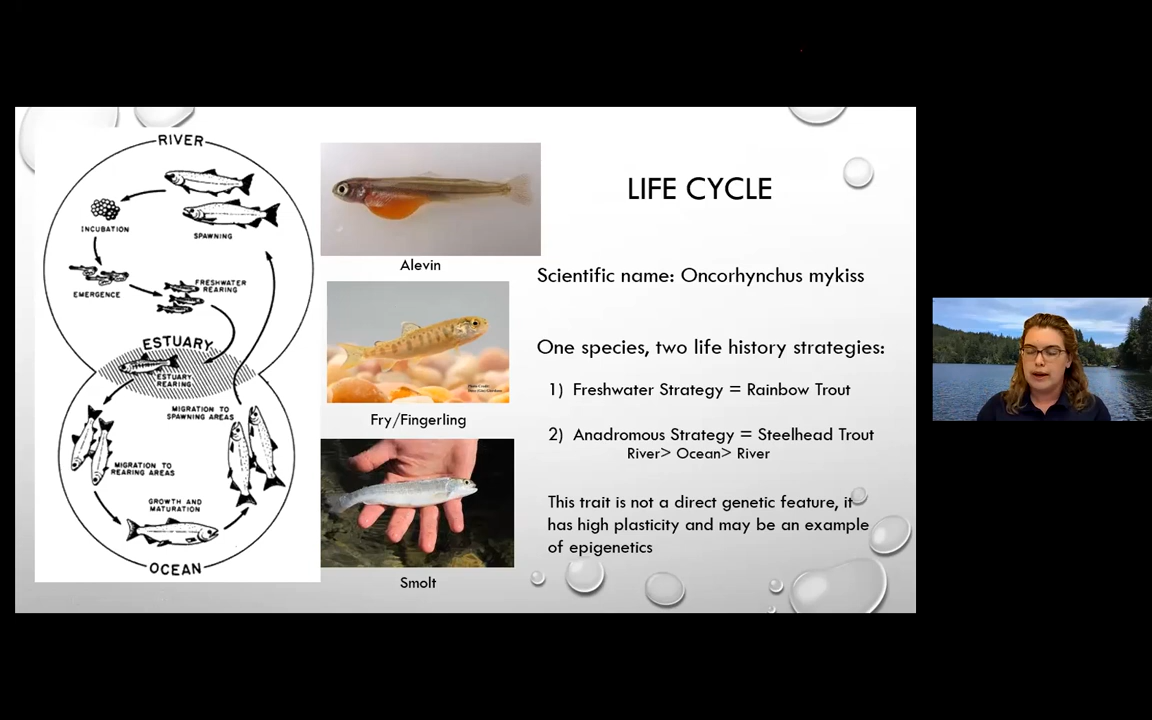 RIVER
INCUBATION
SPAWNING
EMERGENCE
FRESHWATER
REARING
ESTUARY
ESTUARY
REARING
MIGRATION TO
SPAWNING AREAS
MIGRATION TO
REARING AREAS
GROWTH AND
MATURATION
OCEAN
Alevin
Fry/Fingerling
Smolt
LIFE CYCLE
Scientific name: Oncorhynchus mykiss
One species, two life history strategies:
1) Freshwater Strategy = Rainbow Trout
2) Anadromous Strategy = Steelhead Trout
River> Ocean> River
This trait is not a direct genetic feature, it
has high plasticity and may be an example
of epigenetics